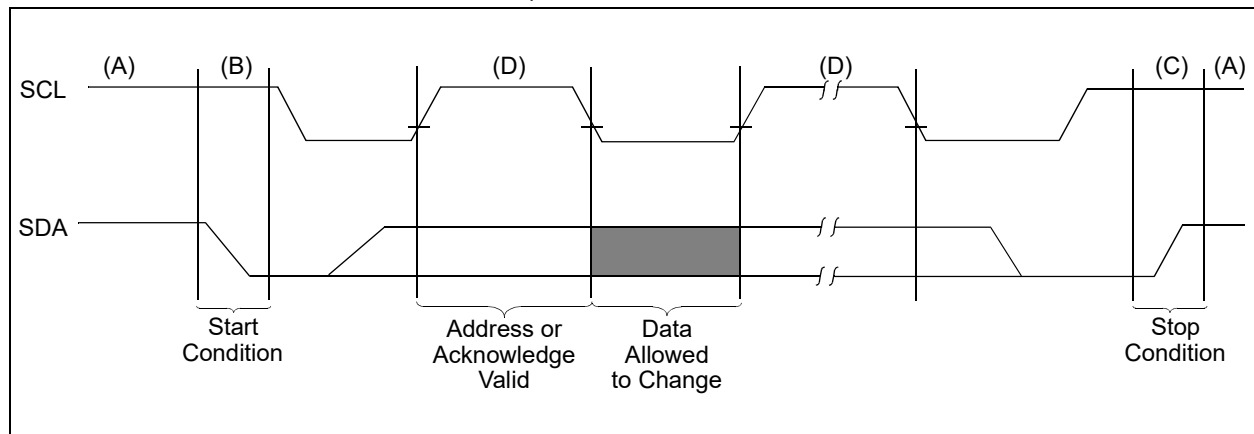 (A) (B) (D) (D) (C) (A)
SCL
SDA
Start
Condition
Address or
Acknowledge
Valid
Data
Allowed
to Change
Stop
Condition